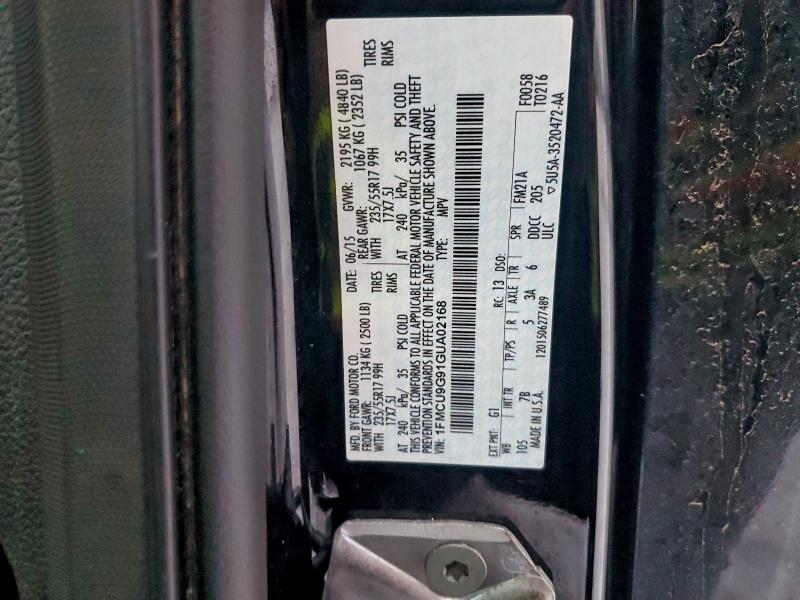 MFD. BY FORD MOTOR CO. DATE: 06/15 GVWR: 2195 KG ( 4840 LB)
FRONT GAWR: 1134 KG ( 2500 LB) REAR GAWR: 1067 KG ( 2352 LB)
WITH 235/55R17 99H TIRES WITH 235/55R17 99H TIRES
17X7.5J RIMS 17X7.5J RIMS
AT 240 kPa/ 35 PSI COLD AT 240 kPa/ 35 PSI COLD
THIS VEHICLE CONFORMS TO ALL APPLICABLE FEDERAL MOTOR VEHICLE SAFETY AND THEFT
PREVENTION STANDARDS IN EFFECT ON THE DATE OF MANUFACTURE SHOWN ABOVE.
VIN: 1FMCU9G91GUA02168 TYPE: MPV
EXT PNT: G1 RC: 13 DSO: F0058
WB INT TR TP/PS R AXLE TR SPR FM21A T0216
105 7B 5 3A 6 DDCC 205
MADE IN U.S.A. 1201506277489 ULC ▽5U5A-3520472-AA